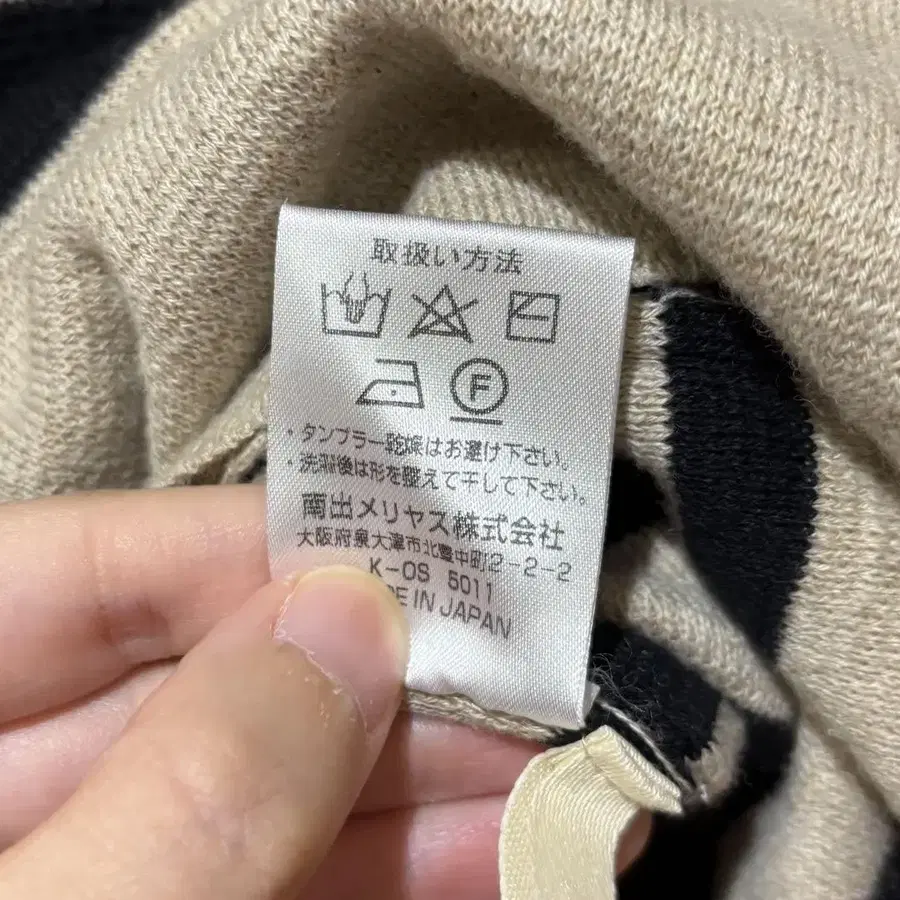 取扱い方法
F
・タンブラー乾燥はお避け下さい。
・洗濯後は形を整えて干して下さい。
南出メリヤス株式会社
大阪府泉大津市北豊中町2-2-2
K-OS 5011
DE IN JAPAN